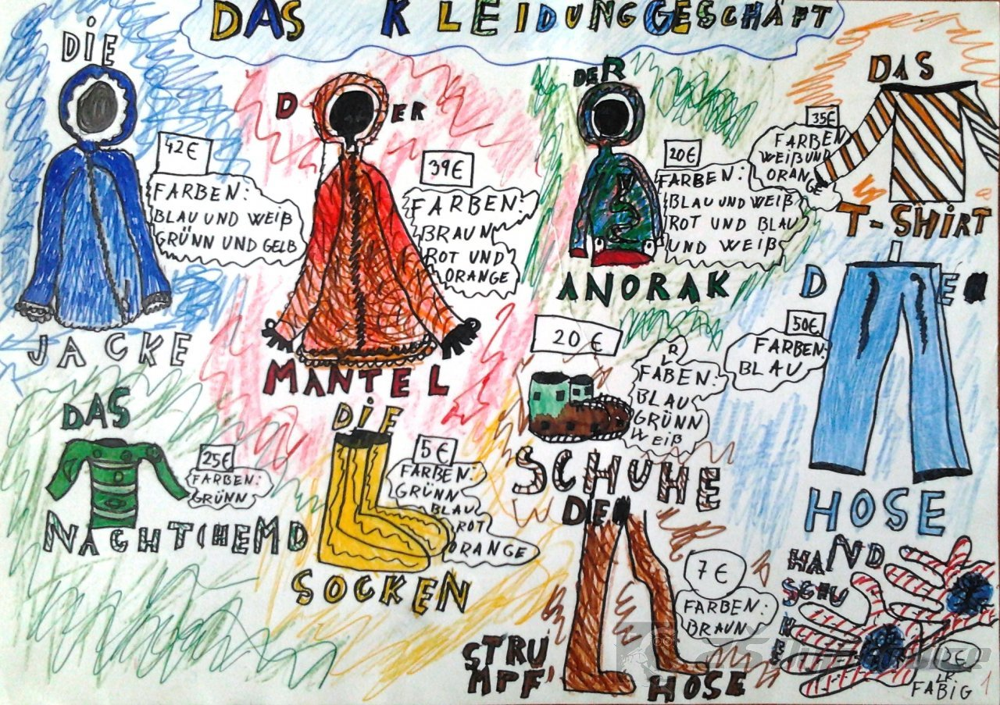 DAS KLEIDUNGGESCHÄFT
DIE
JACKE
42€
FARBEN:
BLAU UND WEIß
GRÜNN UND GELB
DER
MANTEL
39€
FARBEN:
BRAUN
ROT UND
ORANGE
DER
ANORAK
20€
FARBEN:
BLAU UND WEIß
ROT UND BLAU
UND WEIß
DAS
T-SHIRT
35€
FARBEN
WEIßUND
ORANGE
DIE
HOSE
50€
FARBEN:
BLAU
DAS
NACHTHEMD
25€
FARBEN:
GRÜNN
DIE
SOCKEN
5€
FARBEN:
GRÜNN
BLAU
ROT
ORANGE
20€
R
FABEN:
BLAU
GRÜNN
WEIß
SCHUHE
DIE
STRU
MPF'
HOSE
7€
FARBEN:
BRAUN
HAND
SCHU
HE
2€
FABIG